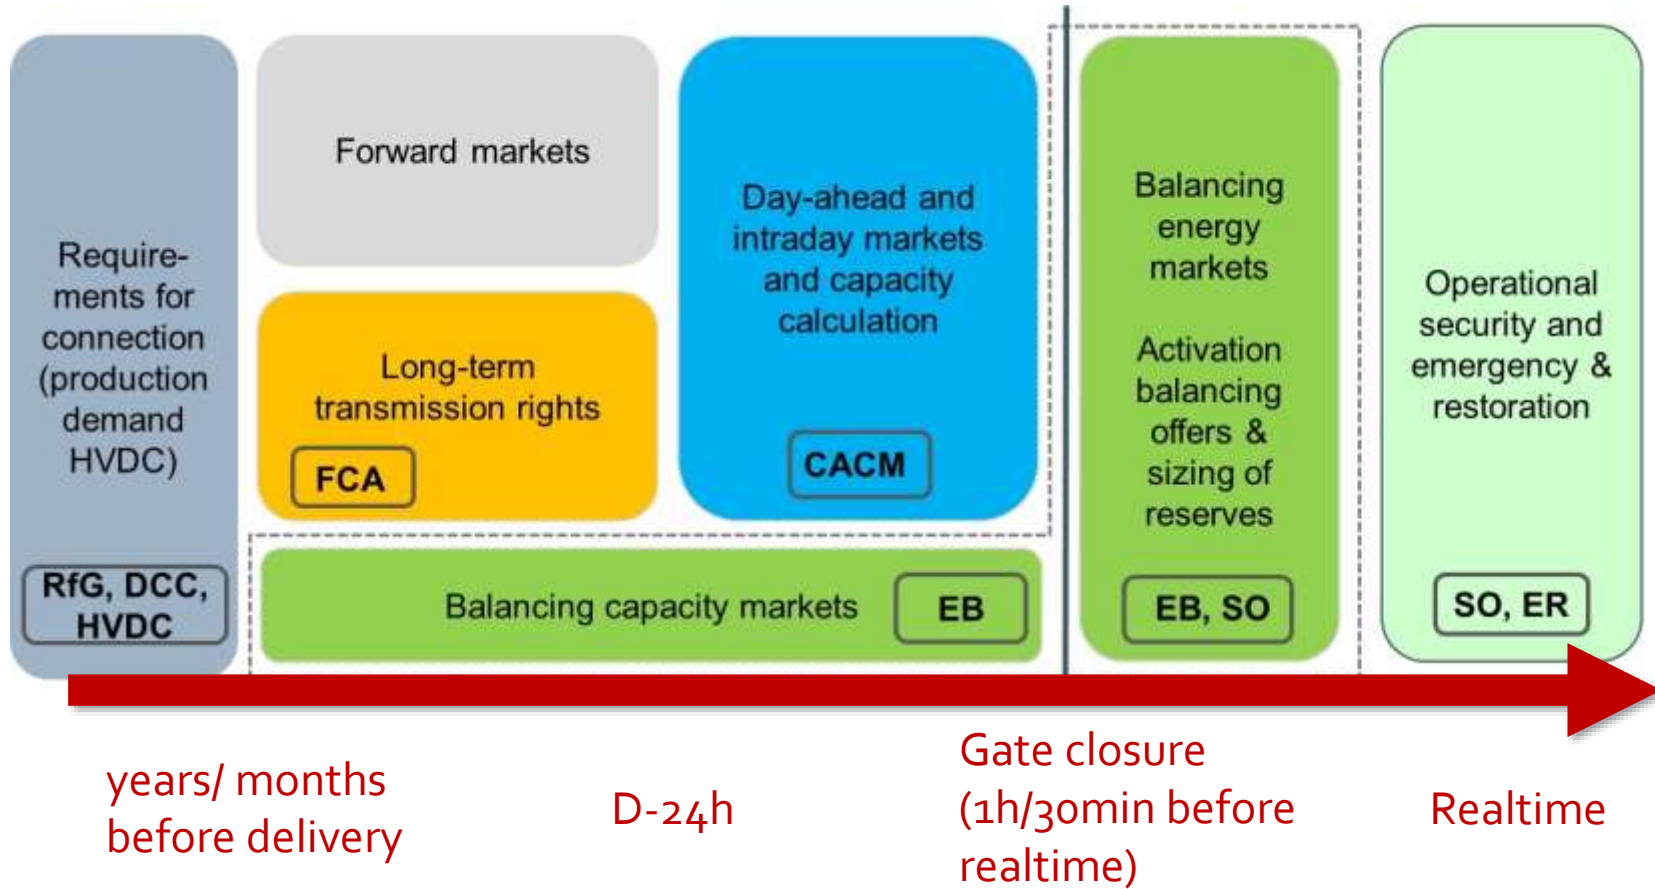 Require-
ments for
connection
(production
demand
HVDC)
RfG, DCC,
HVDC
Forward markets
Long-term
transmission rights
FCA
Day-ahead and
intraday markets
and capacity
calculation
CACM
Balancing capacity markets
EB
Balancing
energy
markets
Activation
balancing
offers &
sizing of
reserves
EB, SO
Operational
security and
emergency &
restoration
SO, ER
years/ months
before delivery
D-24h
Gate closure
(1h/30min before
realtime)
Realtime